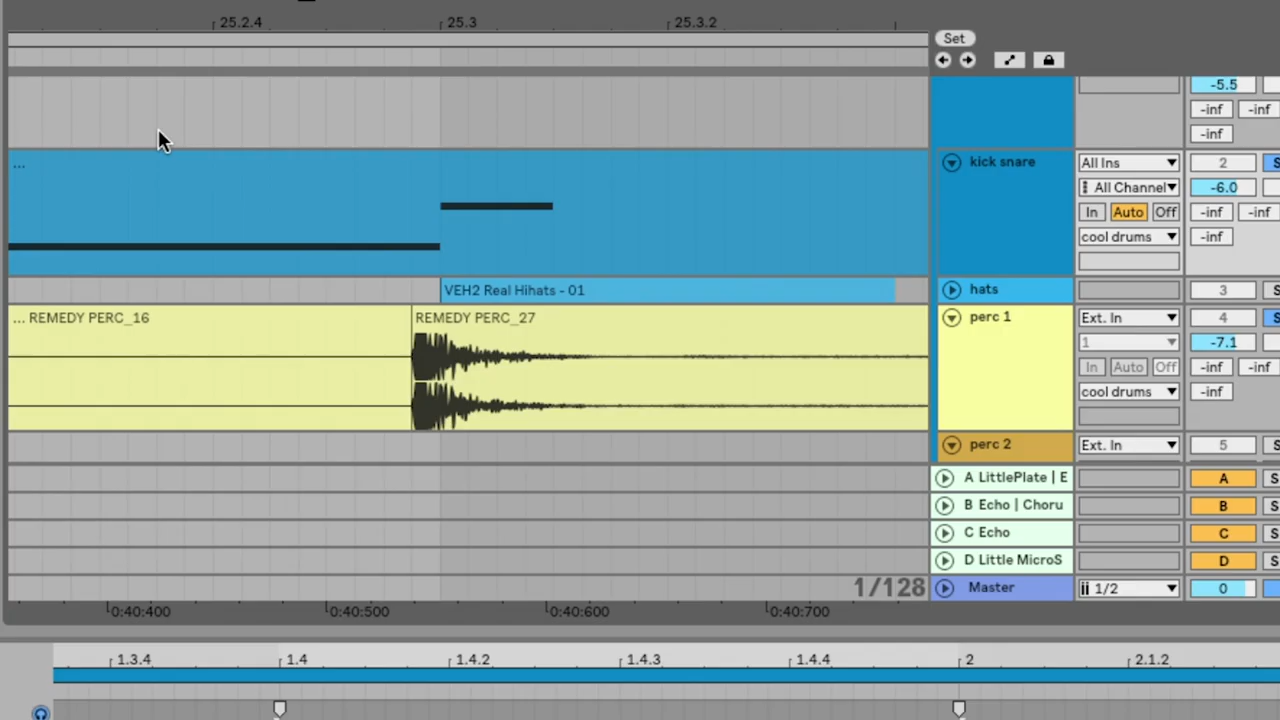 25.2.4 25.3 25.3.2
Set
-5.5
-inf -inf
-inf
... kick snare All Ins 2 S
All Channel -6.0
In Auto Off -inf -inf
cool drums -inf
VEH2 Real Hihats - 01 hats 3 S
... REMEDY PERC_16 REMEDY PERC_27 perc 1 Ext. In 4 S
1 -7.1
In Auto Off -inf -inf
cool drums -inf
perc 2 Ext. In 5 S
A LittlePlate | E A S
B Echo | Choru B S
C Echo C S
D Little MicroS D S
1/128 Master 1/2 0
0:40:400 0:40:500 0:40:600 0:40:700
1.3.4 1.4 1.4.2 1.4.3 1.4.4 2 2.1.2